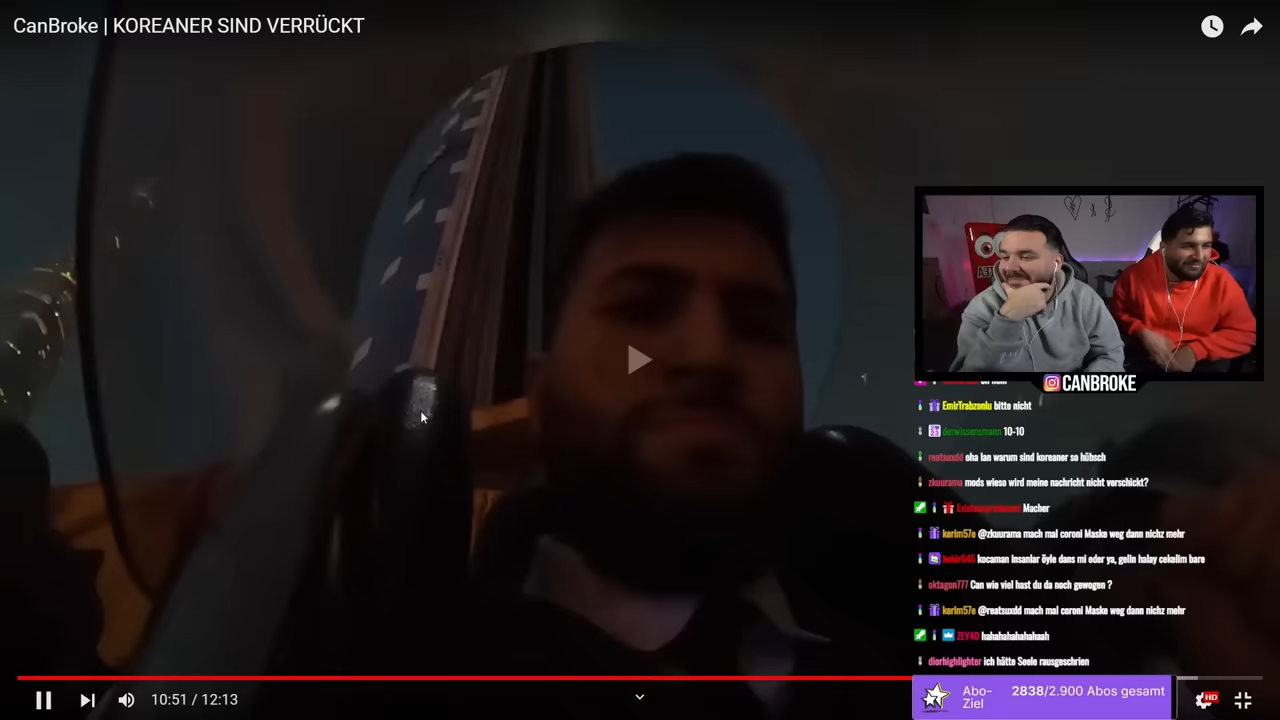 CanBroke | KOREANER SIND VERRÜCKT
CANBROKE
EmirTrabzonlu bitte nicht
derwissensmann 10-10
reatsuxdd oha lan warum sind koreaner so hübsch
zkuurama mods wieso wird meine nachricht nicht verschickt?
Macher
kerim57e @zkuurama mach mal coroni Maske weg dann nichz mehr
kocaman insanlar öyle dans mi eder ya, gelin halay cekelim bare
oktagon777 Can wie viel hast du da noch gewogen ?
kerim57e @reatsuxdd mach mal coroni Maske weg dann nichz mehr
ZEY40 hahahahahahaaah
diorhighlighter ich hätte Seele rausgeschrien
Abo-Ziel 2838/2.900 Abos gesamt
10:51 / 12:13
HD